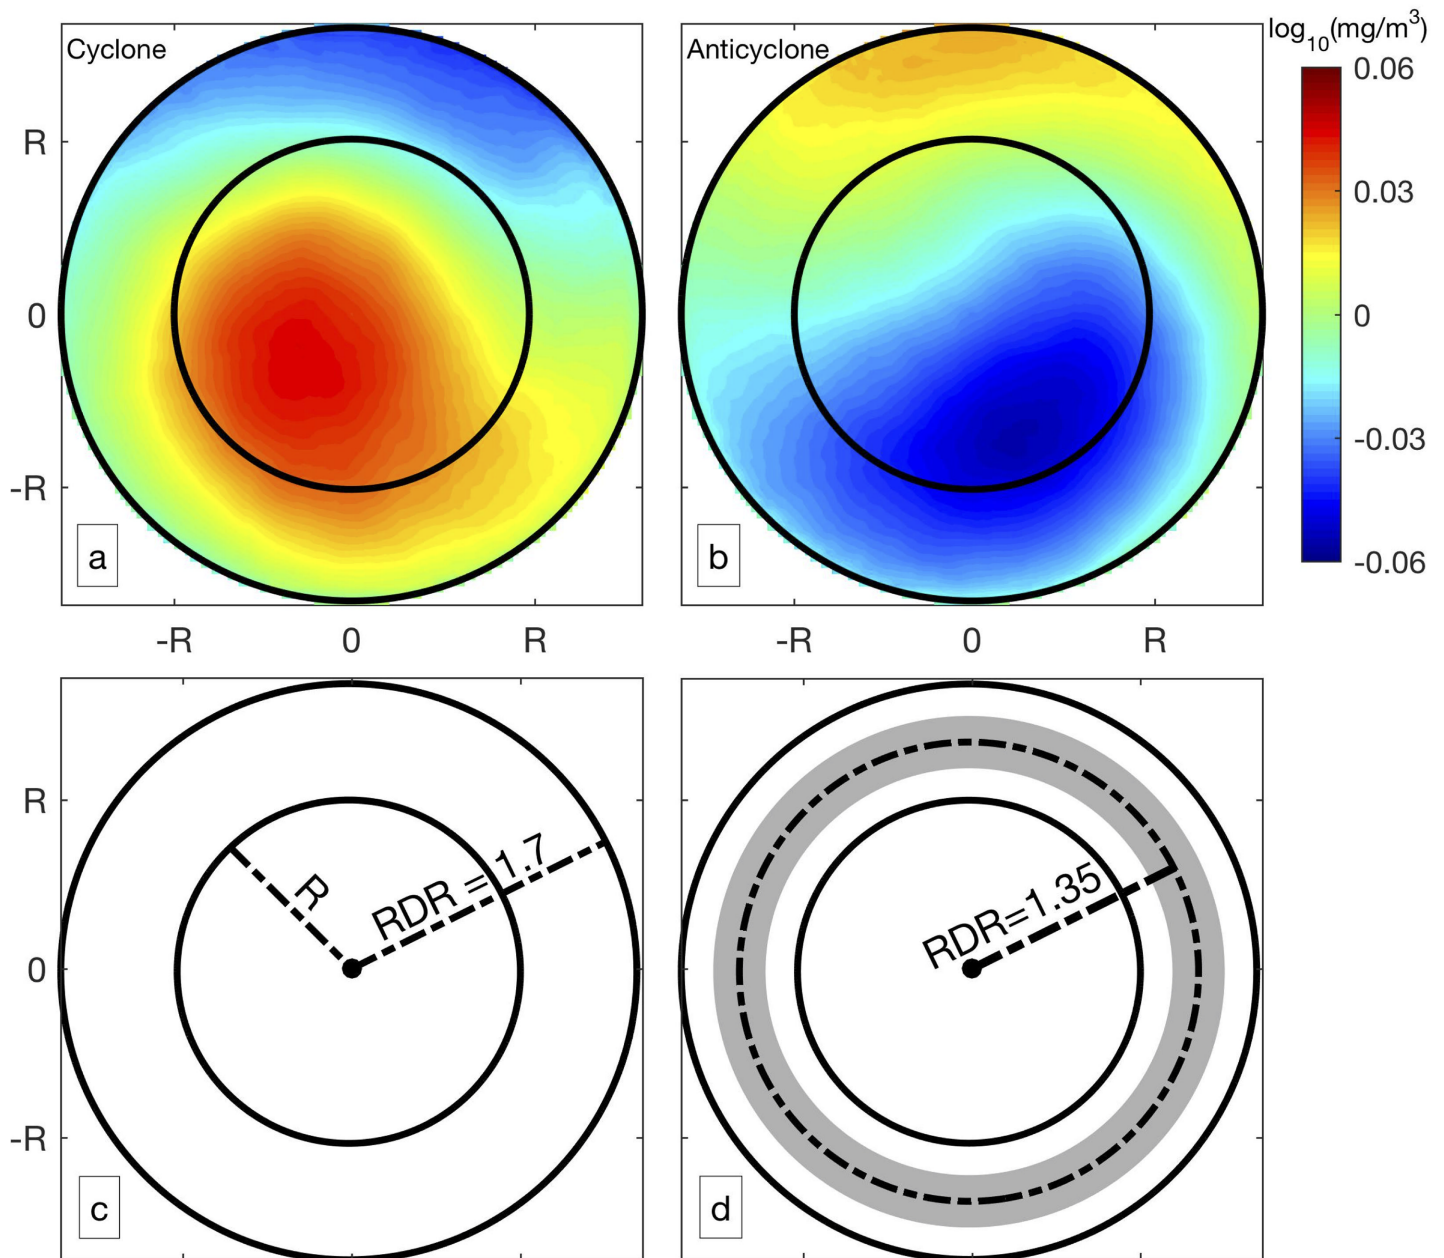 Cyclone
Anticyclone
log₁₀(mg/m³)
0.06
0.03
0
-0.03
-0.06
R
0
-R
a
b
-R
0
R
-R
0
R
R
0
-R
R
RDR = 1.7
RDR=1.35
c
d